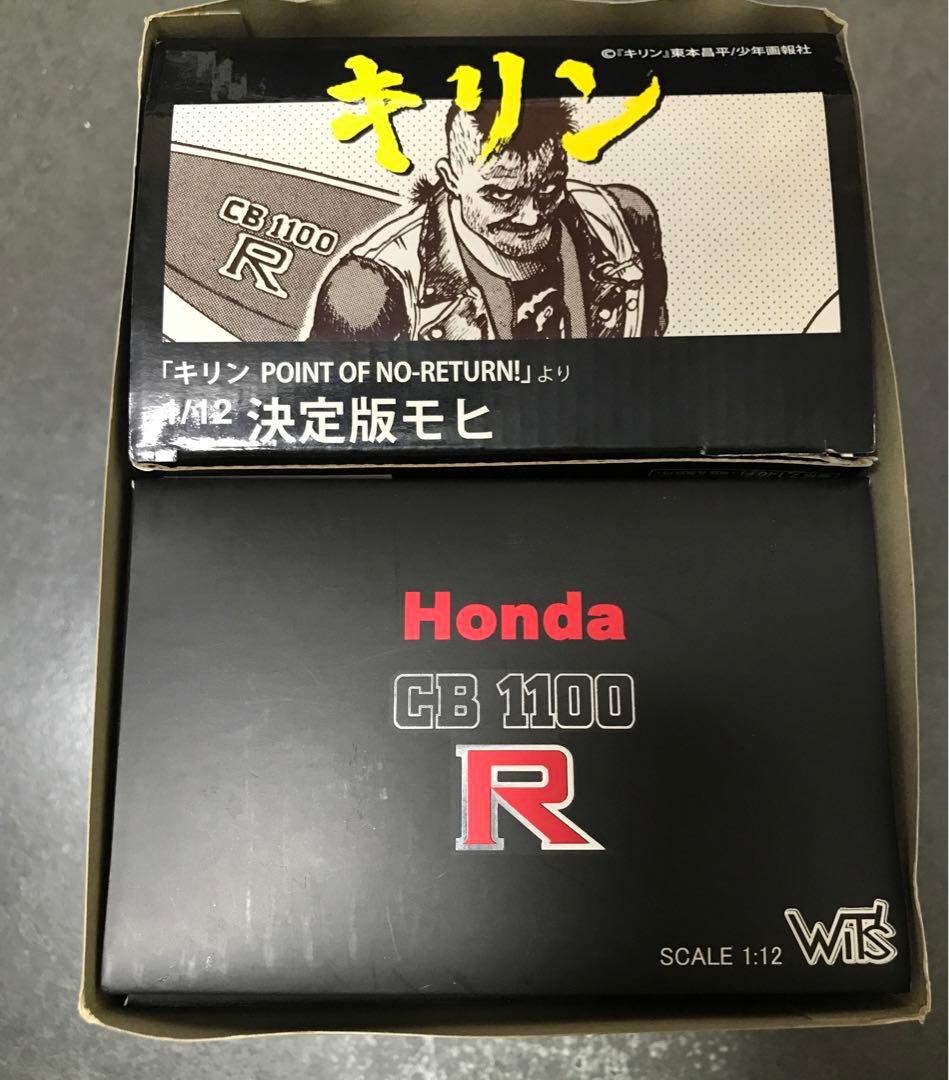 ©『キリン』東本昌平/少年画報社
キリン
CB 1100
R
「キリン POINT OF NO-RETURN!」より
1/12 決定版モヒ
Honda
CB 1100
R
SCALE 1:12 WiT'S